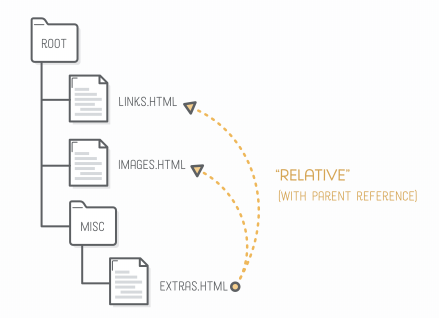 ROOT
LINKS.HTML
IMAGES.HTML
"RELATIVE"
(WITH PARENT REFERENCE)
MISC
EXTRAS.HTML